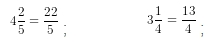 4 2/5 = 22/5 ; 3 1/4 = 13/4 ;